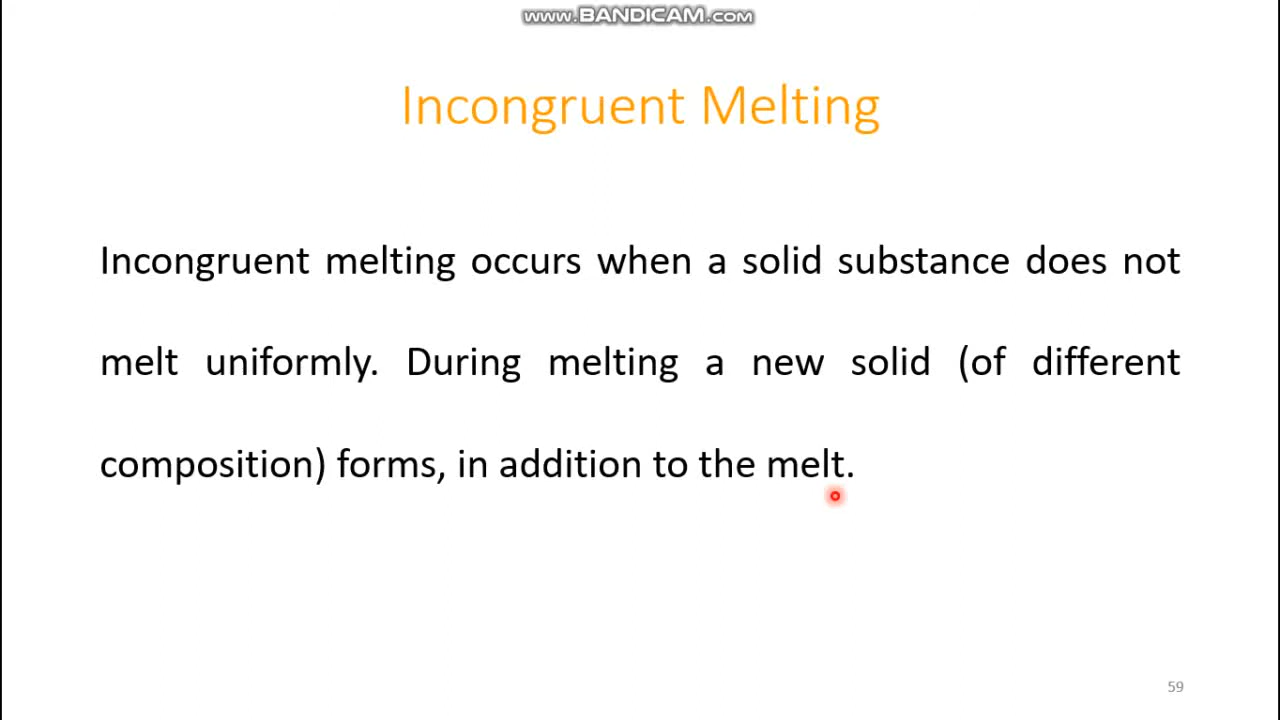 www.BANDICAM.com
Incongruent Melting
Incongruent melting occurs when a solid substance does not
melt uniformly. During melting a new solid (of different
composition) forms, in addition to the melt.
59